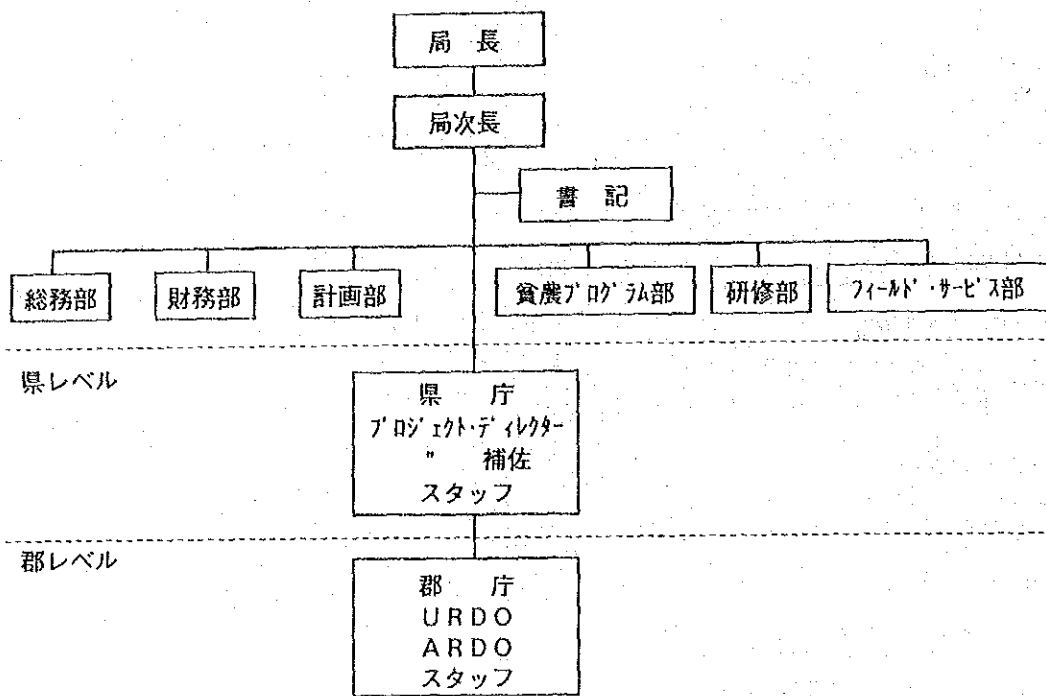 局 長
局次長
書 記
総務部 財務部 計画部 貧農プログラム部 研修部 フィールド・サービス部
県レベル
県 庁
プロジェクト・ディレクター
〃 補佐
スタッフ
郡レベル
郡 庁
URDO
ARDO
スタッフ